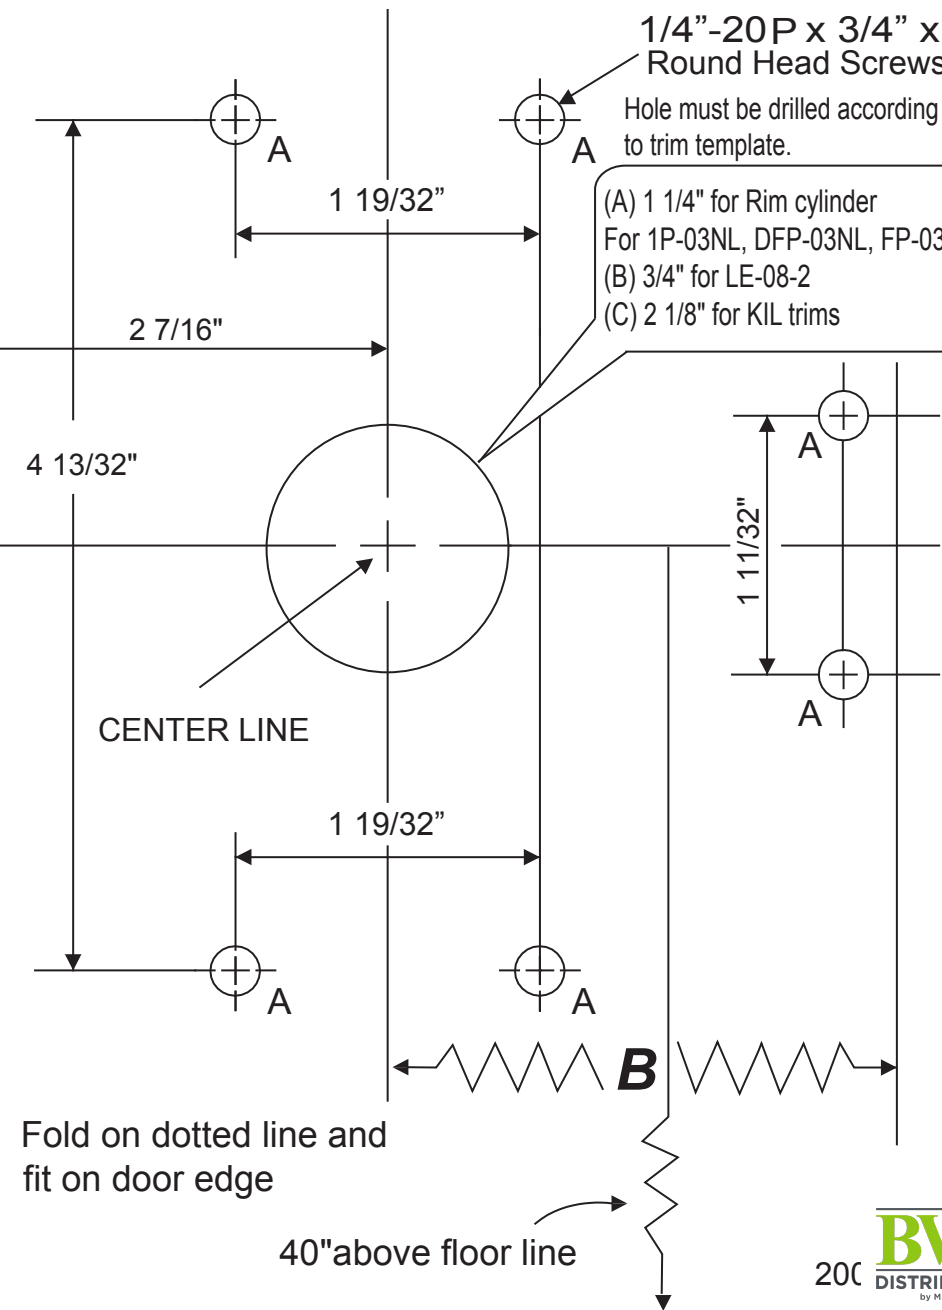 1/4”-20P x 3/4” x
Round Head Screws
Hole must be drilled according
to trim template.
A
A
1 19/32”
(A) 1 1/4" for Rim cylinder
For 1P-03NL, DFP-03NL, FP-03
(B) 3/4" for LE-08-2
(C) 2 1/8" for KIL trims
2 7/16"
4 13/32"
A
1 11/32"
A
CENTER LINE
1 19/32”
A
A
B
Fold on dotted line and
fit on door edge
40"above floor line
200
BV
DISTRI
by M